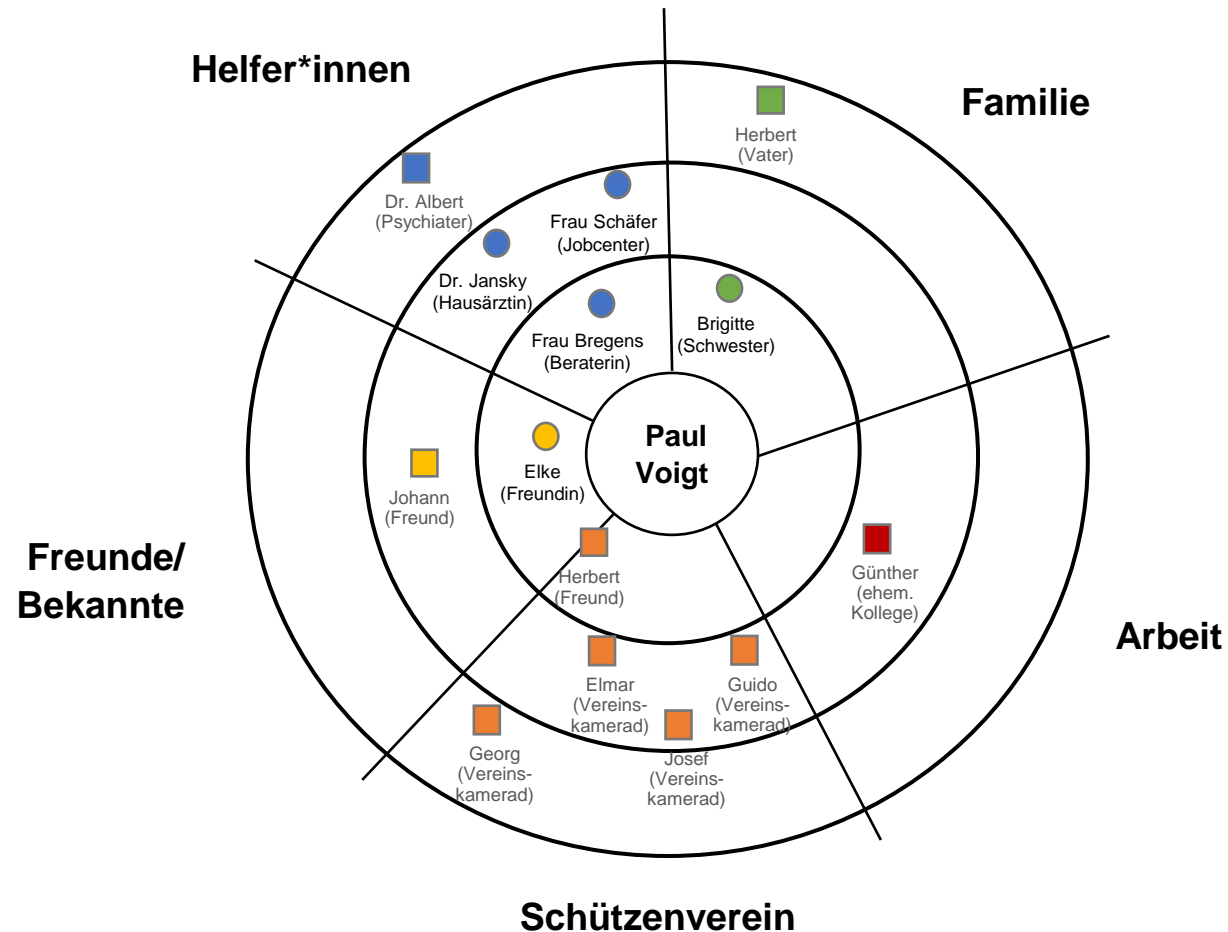 Helfer*innen
Familie
Herbert
(Vater)
Dr. Albert
(Psychiater)
Frau Schäfer
(Jobcenter)
Dr. Jansky
(Hausärztin)
Frau Bregens
(Beraterin)
Brigitte
(Schwester)
Paul
Voigt
Elke
(Freundin)
Johann
(Freund)
Freunde/
Bekannte
Herbert
(Freund)
Günther
(ehem.
Kollege)
Arbeit
Elmar
(Vereins-
kamerad)
Guido
(Vereins-
kamerad)
Georg
(Vereins-
kamerad)
Josef
(Vereins-
kamerad)
Schützenverein